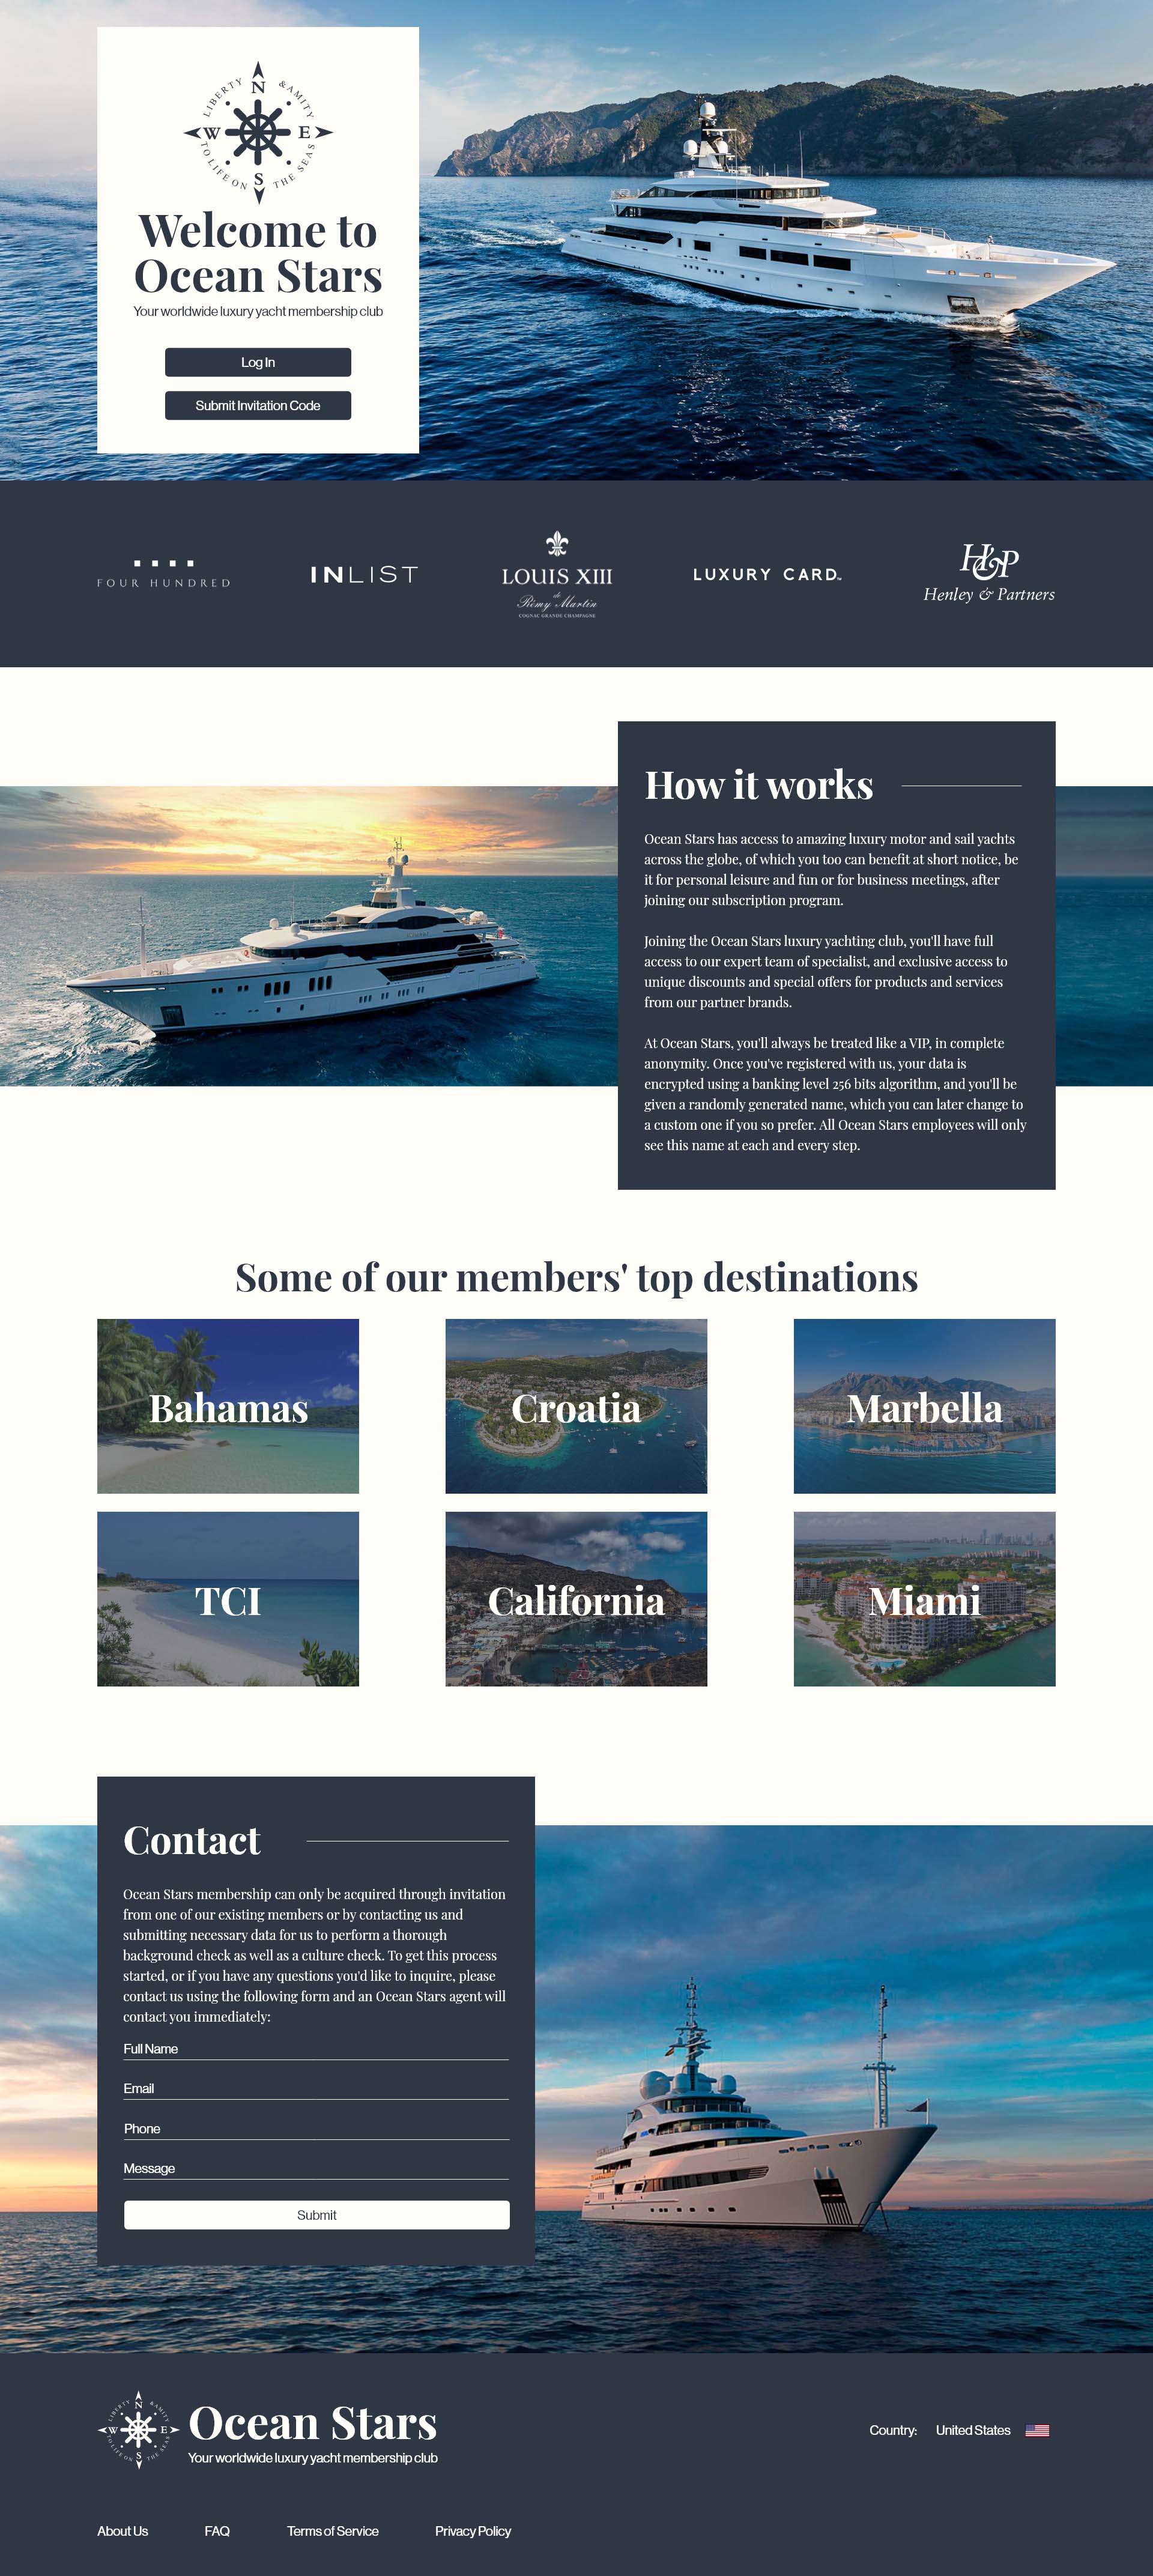 LIBERTY & AMITY
N
W E
S
TO LIFE ON THE SEAS
Welcome to
Ocean Stars
Your worldwide luxury yacht membership club
Log In
Submit Invitation Code
FOUR HUNDRED
INLIST
LOUIS XIII
de
Rémy Martin
COGNAC GRANDE CHAMPAGNE
LUXURY CARD™
H&P
Henley & Partners
How it works
Ocean Stars has access to amazing luxury motor and sail yachts
across the globe, of which you too can benefit at short notice, be
it for personal leisure and fun or for business meetings, after
joining our subscription program.
Joining the Ocean Stars luxury yachting club, you'll have full
access to our expert team of specialist, and exclusive access to
unique discounts and special offers for products and services
from our partner brands.
At Ocean Stars, you'll always be treated like a VIP, in complete
anonymity. Once you've registered with us, your data is
encrypted using a banking level 256 bits algorithm, and you'll be
given a randomly generated name, which you can later change to
a custom one if you so prefer. All Ocean Stars employees will only
see this name at each and every step.
Some of our members' top destinations
Bahamas
Croatia
Marbella
TCI
California
Miami
Contact
Ocean Stars membership can only be acquired through invitation
from one of our existing members or by contacting us and
submitting necessary data for us to perform a thorough
background check as well as a culture check. To get this process
started, or if you have any questions you'd like to inquire, please
contact us using the following form and an Ocean Stars agent will
contact you immediately:
Full Name
Email
Phone
Message
Submit
LIBERTY & AMITY
N
W E
S
TO LIFE ON THE SEAS
Ocean Stars
Your worldwide luxury yacht membership club
Country: United States
About Us FAQ Terms of Service Privacy Policy